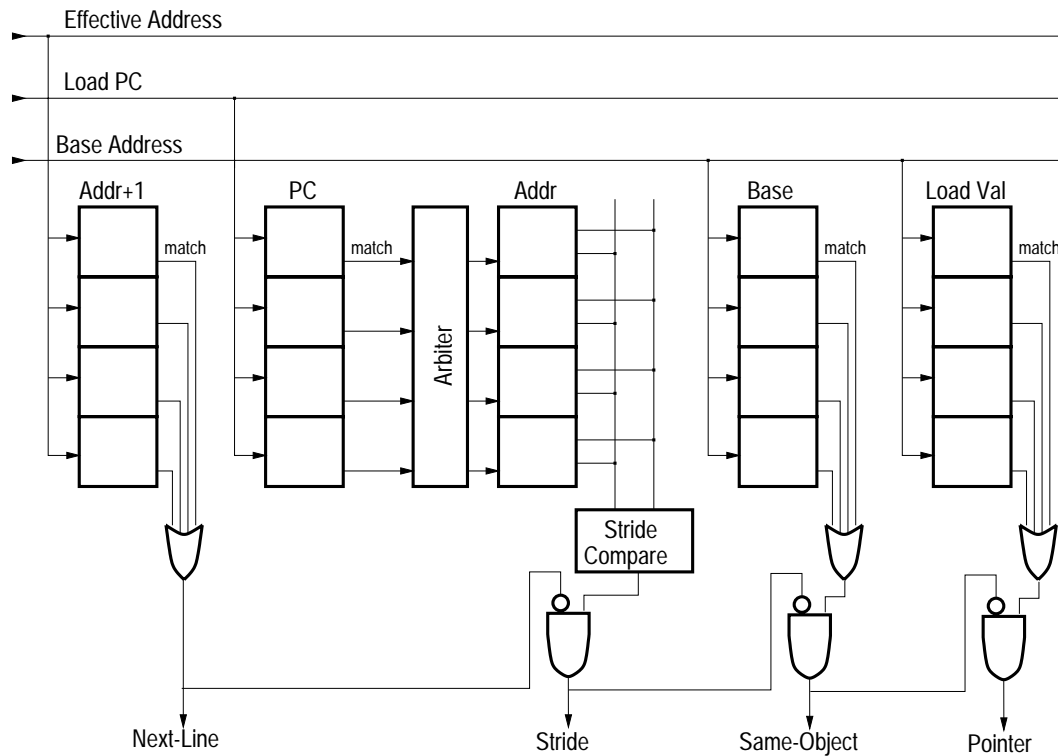 Effective Address
Load PC
Base Address
Addr+1
PC
Addr
Base
Load Val
match
match
match
match
Arbiter
Stride
Compare
Next-Line
Stride
Same-Object
Pointer